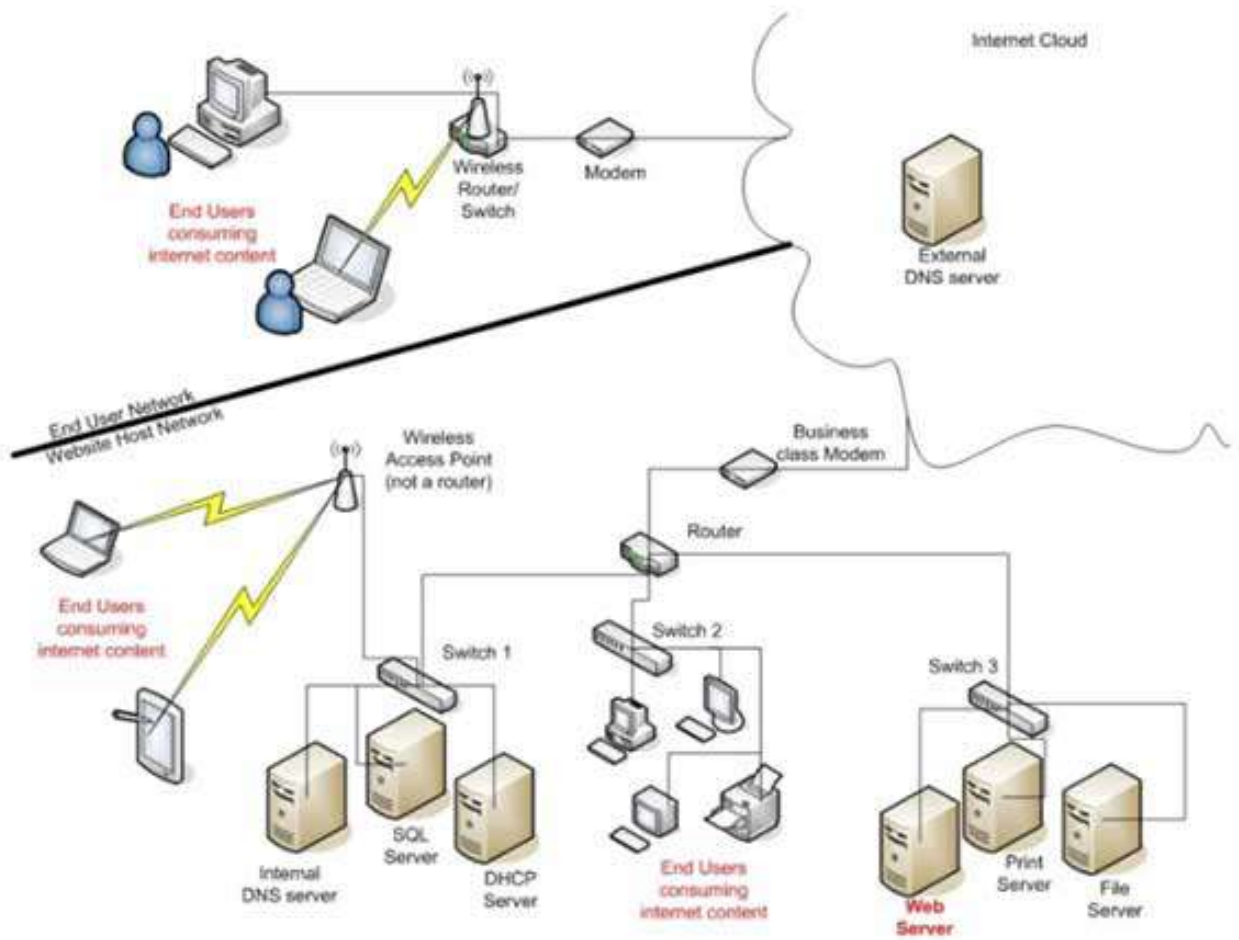 Internet Cloud
Wireless
Router/
Switch
Modem
End Users
consuming
internet content
External
DNS server
End User Network
Website Host Network
Wireless
Access Point
(not a router)
Business
class Modem
Router
End Users
consuming
internet content
Switch 1
Switch 2
Switch 3
Internal
DNS server
SQL
Server
DHCP
Server
End Users
consuming
internet content
Web
Server
Print
Server
File
Server